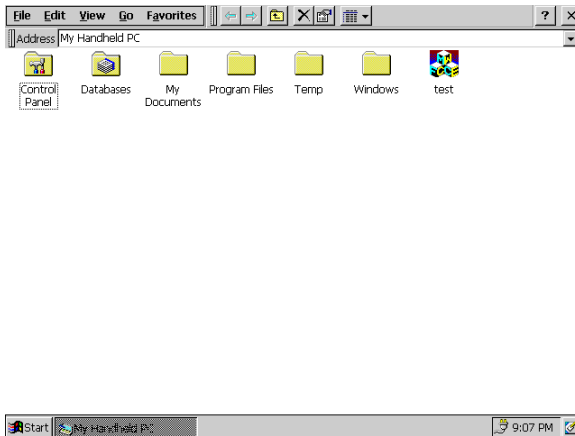 File Edit View Go Favorites ? ×
Address My Handheld PC
Control Panel
Databases
My Documents
Program Files
Temp
Windows
test
Start My Handheld PC 9:07 PM